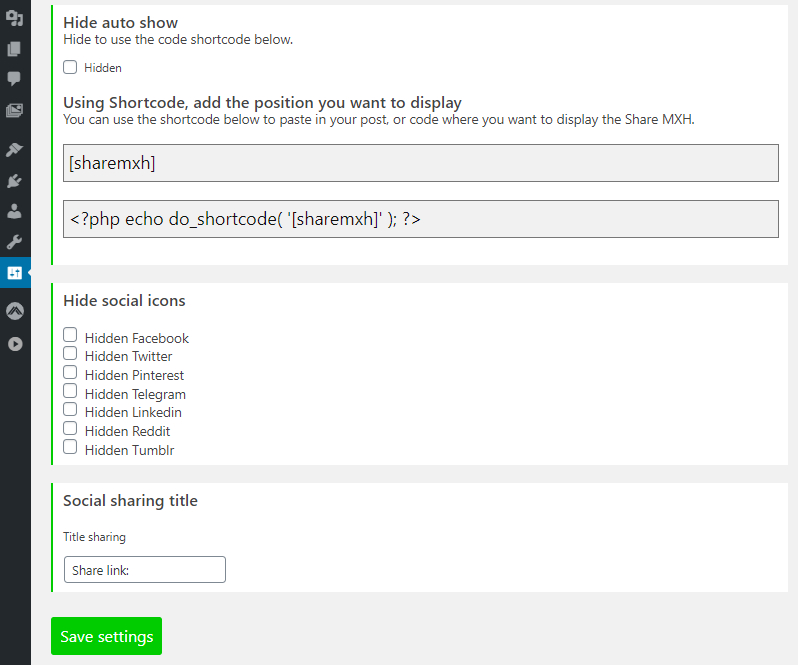 Hide auto show
Hide to use the code shortcode below.
Hidden
Using Shortcode, add the position you want to display
You can use the shortcode below to paste in your post, or code where you want to display the Share MXH.
[sharemxh]
<?php echo do_shortcode( '[sharemxh]' ); ?>
Hide social icons
Hidden Facebook
Hidden Twitter
Hidden Pinterest
Hidden Telegram
Hidden Linkedin
Hidden Reddit
Hidden Tumblr
Social sharing title
Title sharing
Share link:
Save settings